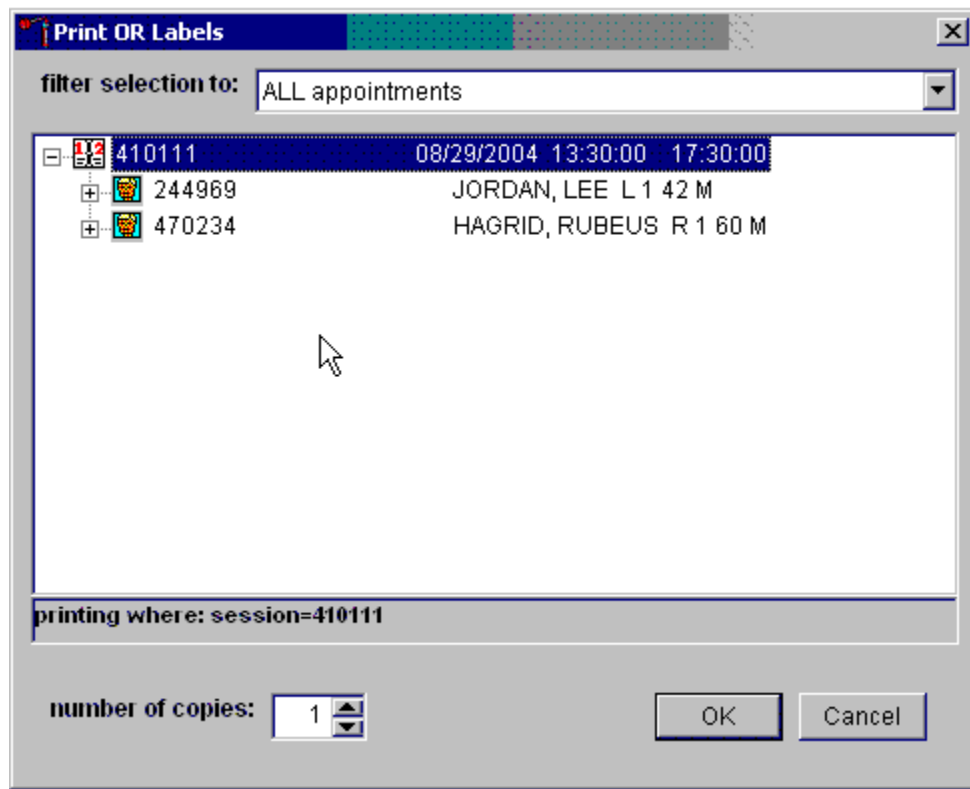 Print OR Labels
filter selection to: ALL appointments
410111 08/29/2004 13:30:00 17:30:00
244969 JORDAN, LEE L 1 42 M
470234 HAGRID, RUBEUS R 1 60 M
printing where: session=410111
number of copies: 1 OK Cancel